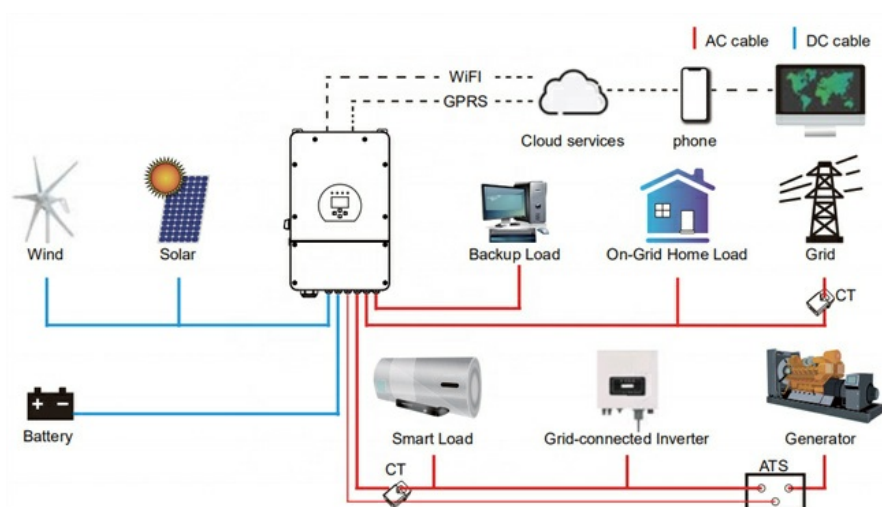 AC cable
DC cable
WiFI
GPRS
Cloud services
phone
Wind
Solar
Backup Load
On-Grid Home Load
Grid
CT
Battery
Smart Load
Grid-connected Inverter
Generator
CT
ATS